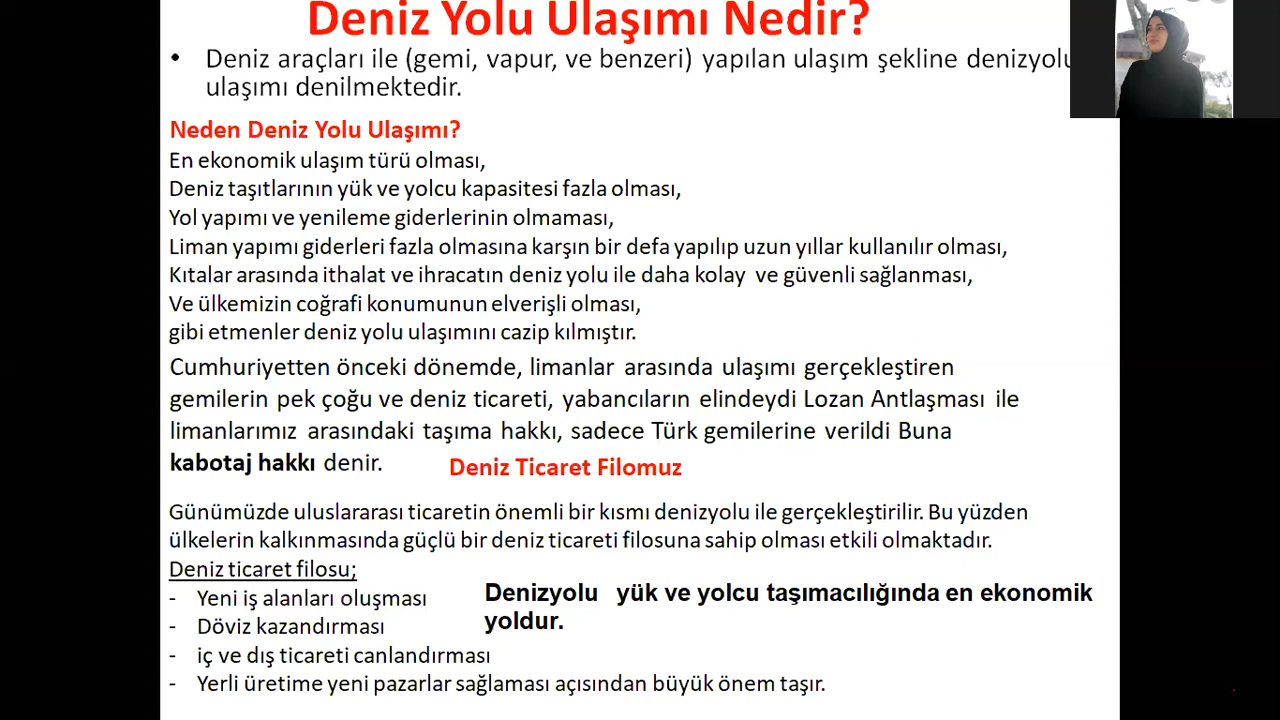 Deniz Yolu Ulaşımı Nedir?
• Deniz araçları ile (gemi, vapur, ve benzeri) yapılan ulaşım şekline denizyolu
ulaşımı denilmektedir.
Neden Deniz Yolu Ulaşımı?
En ekonomik ulaşım türü olması,
Deniz taşıtlarının yük ve yolcu kapasitesi fazla olması,
Yol yapımı ve yenileme giderlerinin olmaması,
Liman yapımı giderleri fazla olmasına karşın bir defa yapılıp uzun yıllar kullanılır olması,
Kıtalar arasında ithalat ve ihracatın deniz yolu ile daha kolay ve güvenli sağlanması,
Ve ülkemizin coğrafi konumunun elverişli olması,
gibi etmenler deniz yolu ulaşımını cazip kılmıştır.
Cumhuriyetten önceki dönemde, limanlar arasında ulaşımı gerçekleştiren
gemilerin pek çoğu ve deniz ticareti, yabancıların elindeydi Lozan Antlaşması ile
limanlarımız arasındaki taşıma hakkı, sadece Türk gemilerine verildi Buna
kabotaj hakkı denir.
Deniz Ticaret Filomuz
Günümüzde uluslararası ticaretin önemli bir kısmı denizyolu ile gerçekleştirilir. Bu yüzden
ülkelerin kalkınmasında güçlü bir deniz ticareti filosuna sahip olması etkili olmaktadır.
Deniz ticaret filosu;
- Yeni iş alanları oluşması
- Döviz kazandırması
- iç ve dış ticareti canlandırması
- Yerli üretime yeni pazarlar sağlaması açısından büyük önem taşır.
Denizyolu yük ve yolcu taşımacılığında en ekonomik
yoldur.